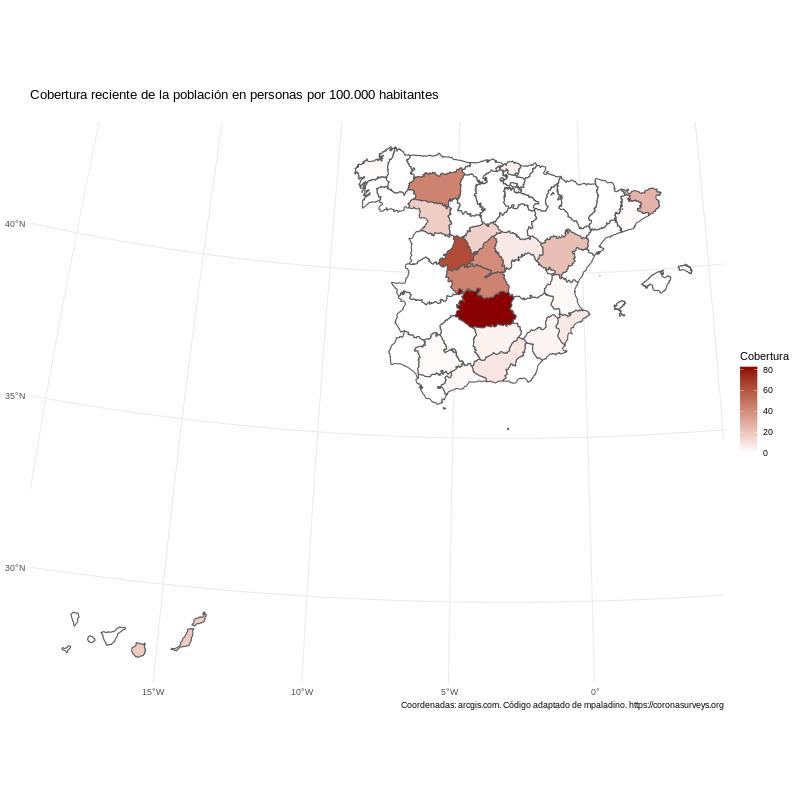 Cobertura reciente de la población en personas por 100.000 habitantes
40°N
35°N
30°N
Cobertura
80
60
40
20
0
15°W
10°W
5°W
0°
Coordenadas: arcgis.com. Código adaptado de mpaladino. https://coronasurveys.org